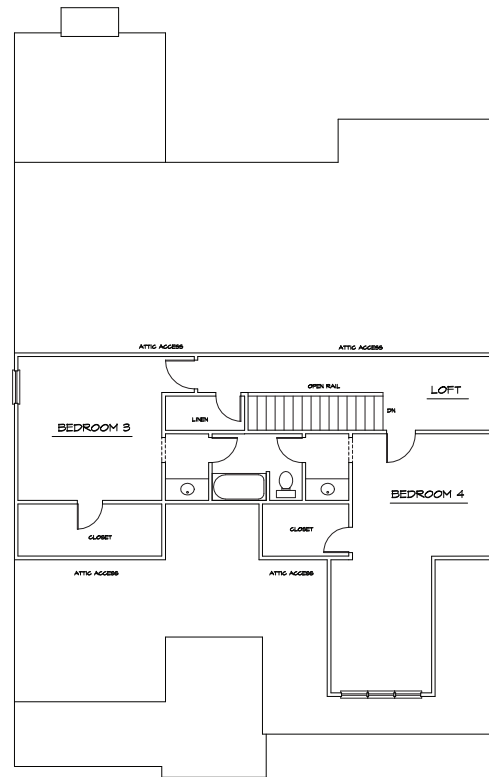 ATTIC ACCESS
ATTIC ACCESS
OPEN RAIL
LOFT
DN
LINEN
BEDROOM 3
BEDROOM 4
CLOSET
CLOSET
ATTIC ACCESS
ATTIC ACCESS